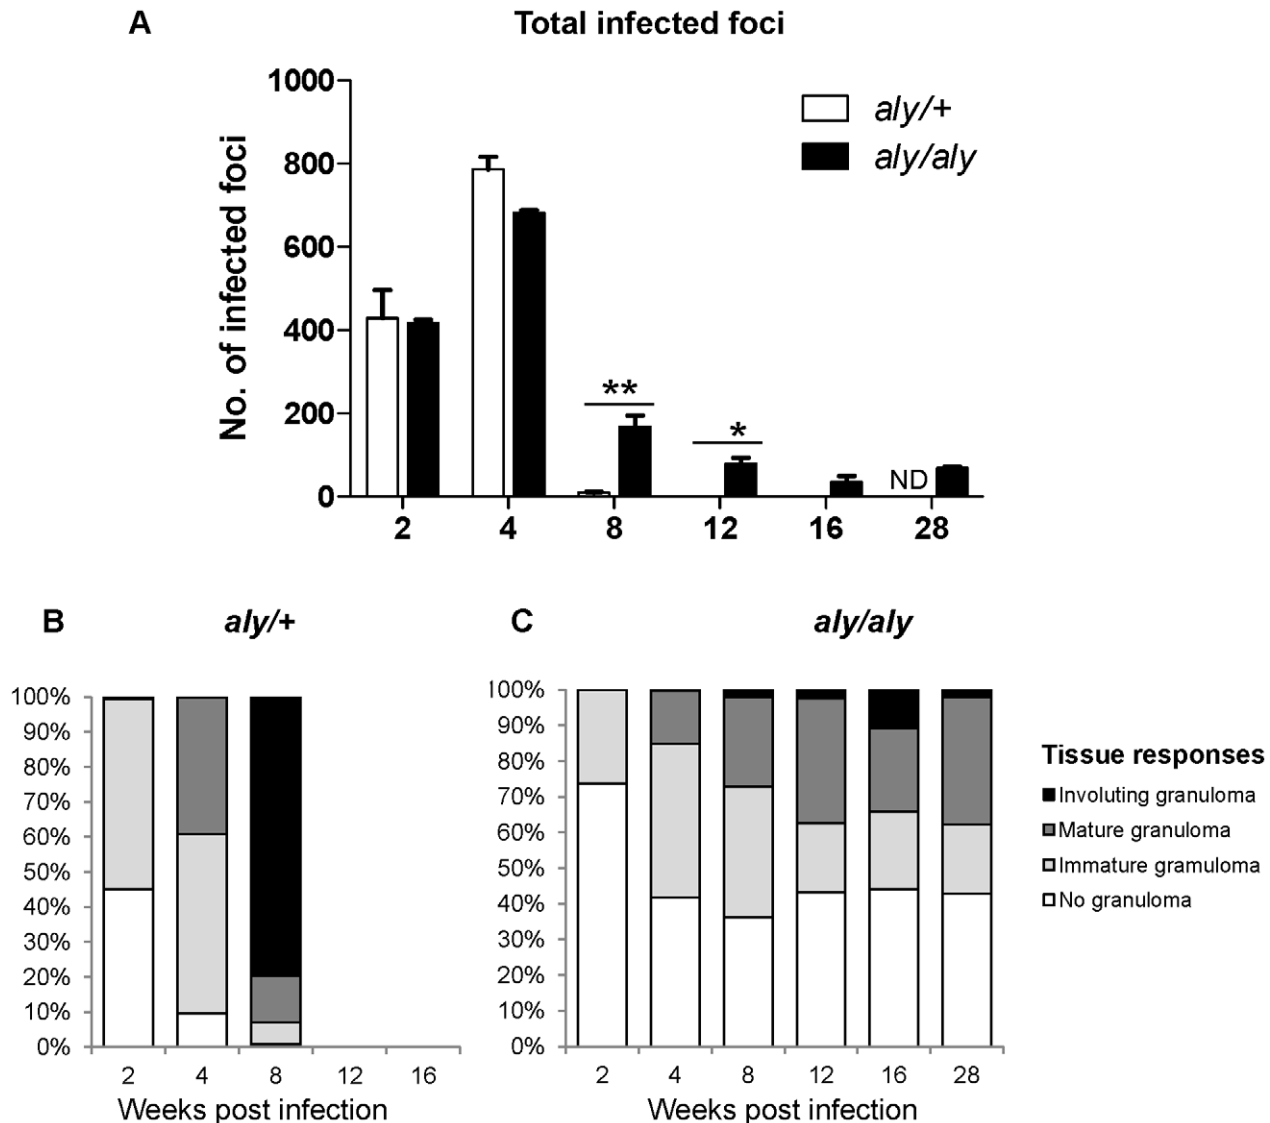 A
Total infected foci
No. of infected foci
1000
800
600
400
200
0
aly/+
aly/aly
**
*
ND
2 4 8 12 16 28
B
aly/+
100%
90%
80%
70%
60%
50%
40%
30%
20%
10%
0%
2 4 8 12 16
Weeks post infection
C
aly/aly
100%
90%
80%
70%
60%
50%
40%
30%
20%
10%
0%
2 4 8 12 16 28
Weeks post infection
Tissue responses
Involuting granuloma
Mature granuloma
Immature gramuloma
No granuloma